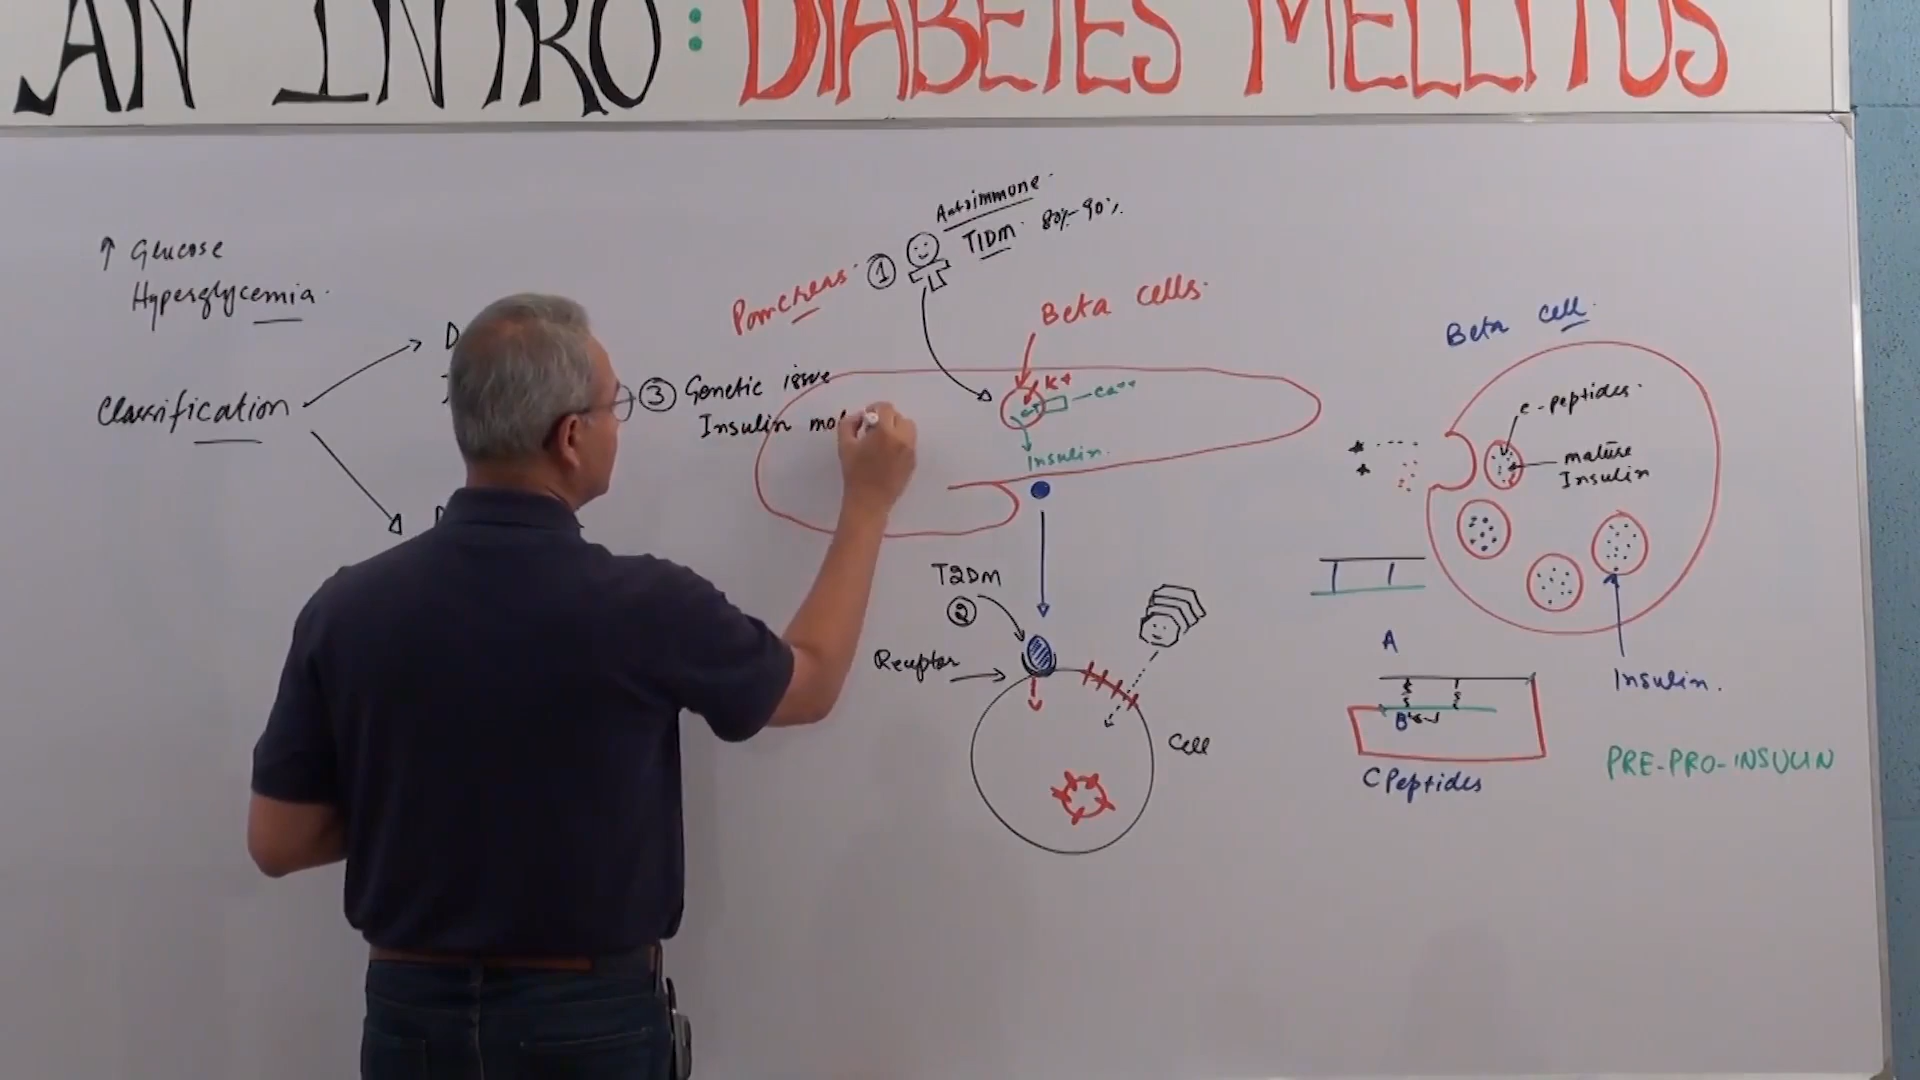 AN INTRO: DIABETES MELLITUS
↑ Glucose
Hyperglycemia.
Classification
D
③ Genetic issue
Insulin mo
Pancreas.
①
Autoimmune.
T1DM. 80%-90%.
Beta cells.
K+
Ca++
Insulin.
T2DM
②
Receptor
Cell
Beta cell.
C-peptides.
mature
Insulin
Insulin.
A
B
C Peptides
PRE-PRO-INSULIN